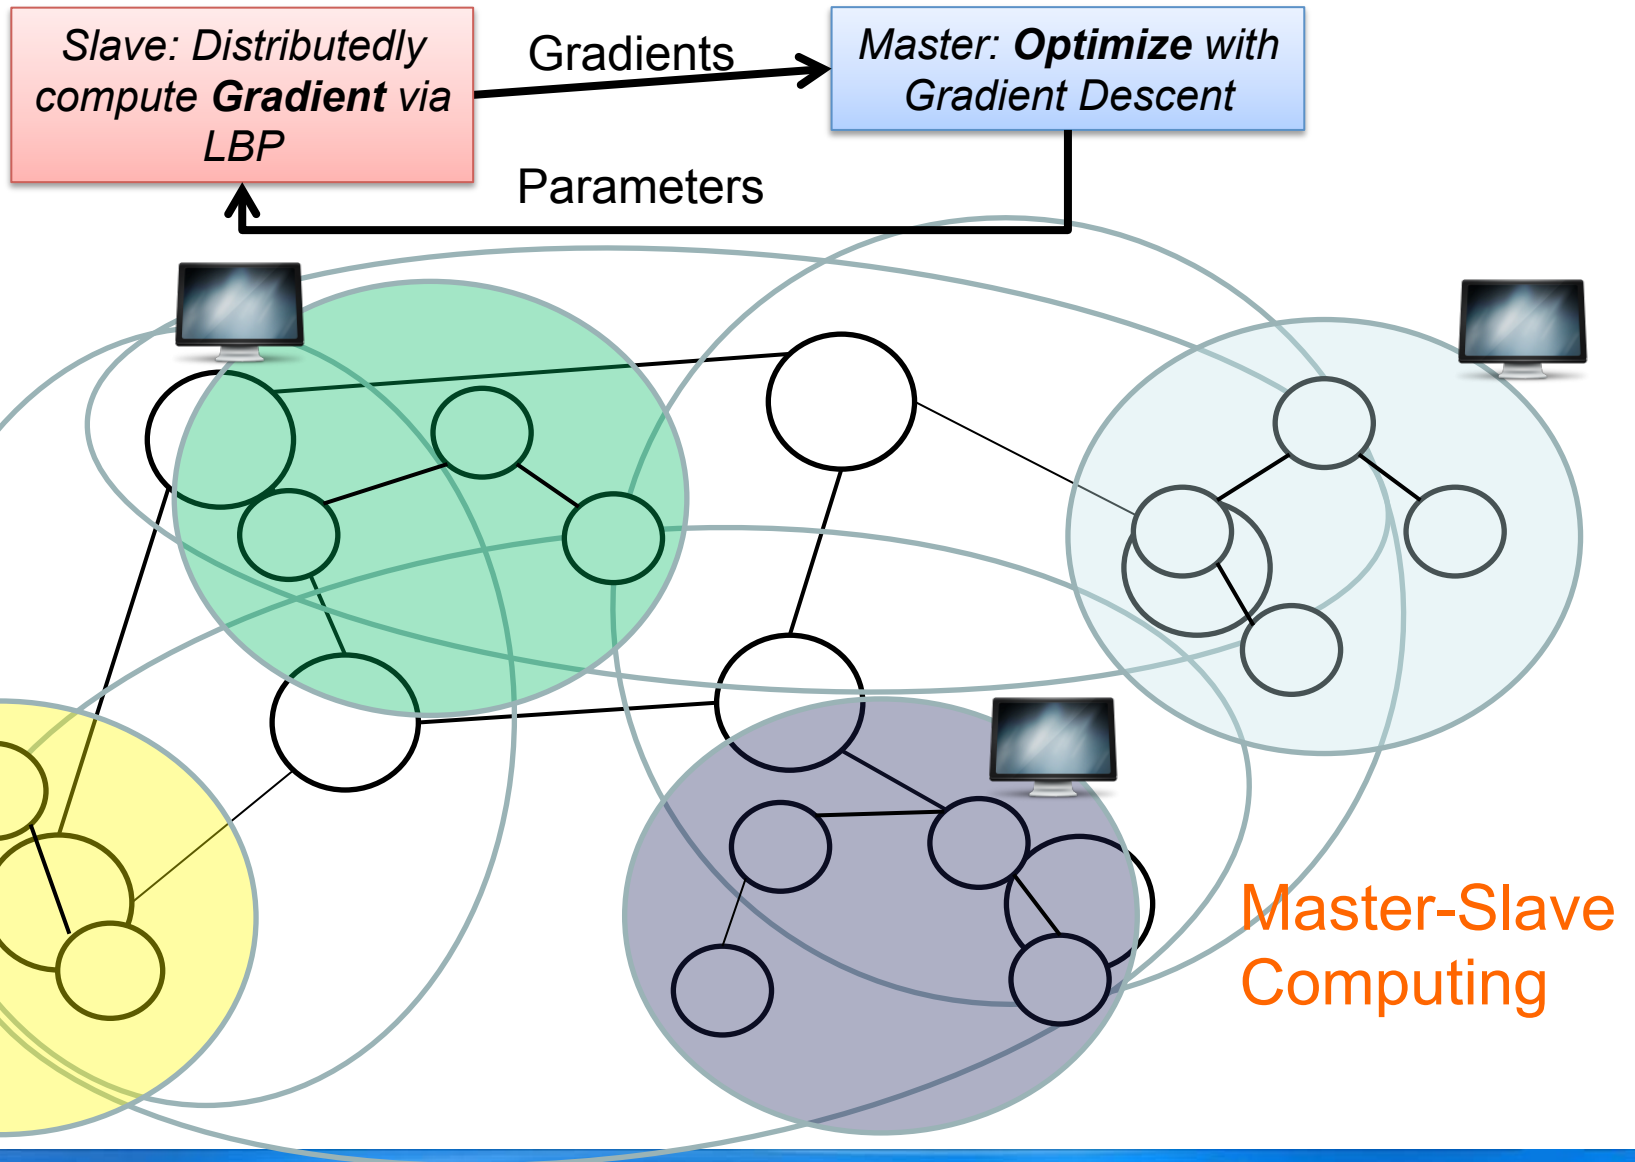 Slave: Distributedly
compute Gradient via
LBP
Gradients
Master: Optimize with
Gradient Descent
Parameters
Master-Slave
Computing